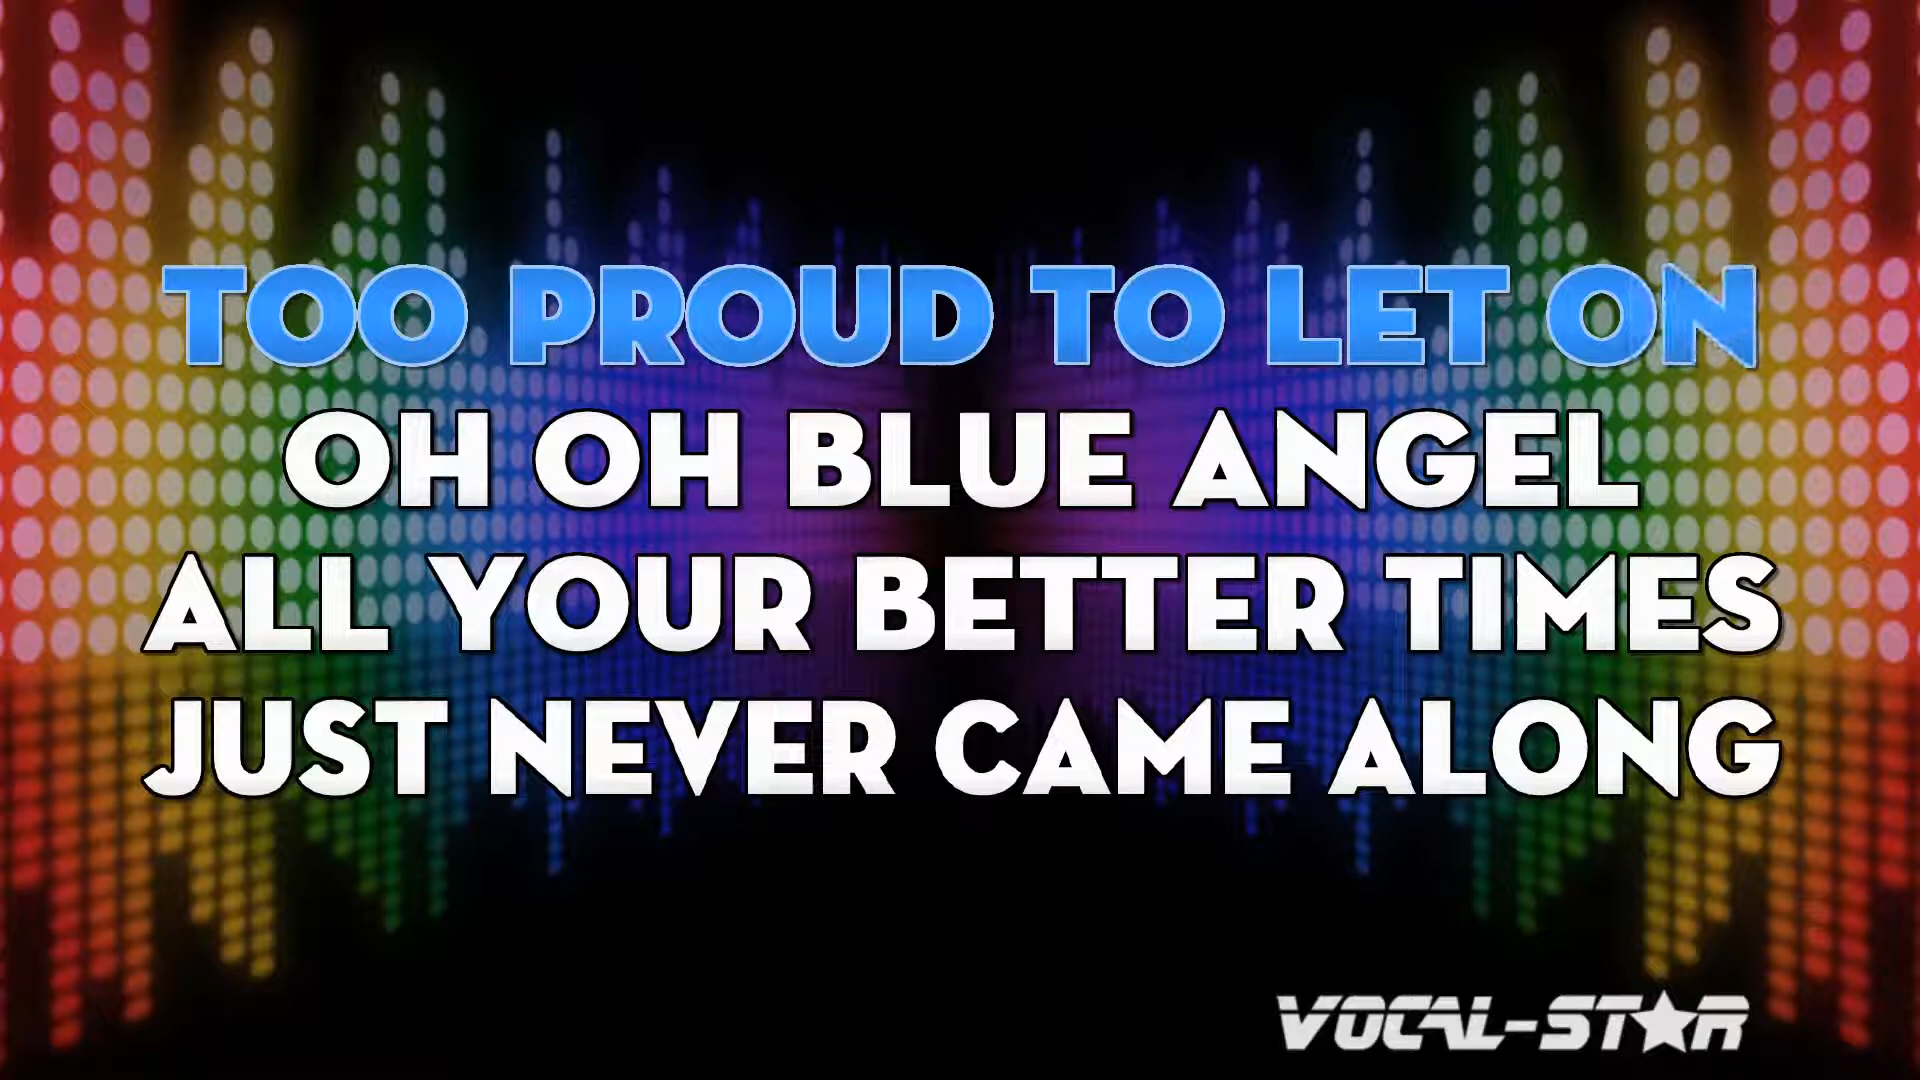 TOO PROUD TO LET ON
OH OH BLUE ANGEL
ALL YOUR BETTER TIMES
JUST NEVER CAME ALONG
VOCAL-STAR